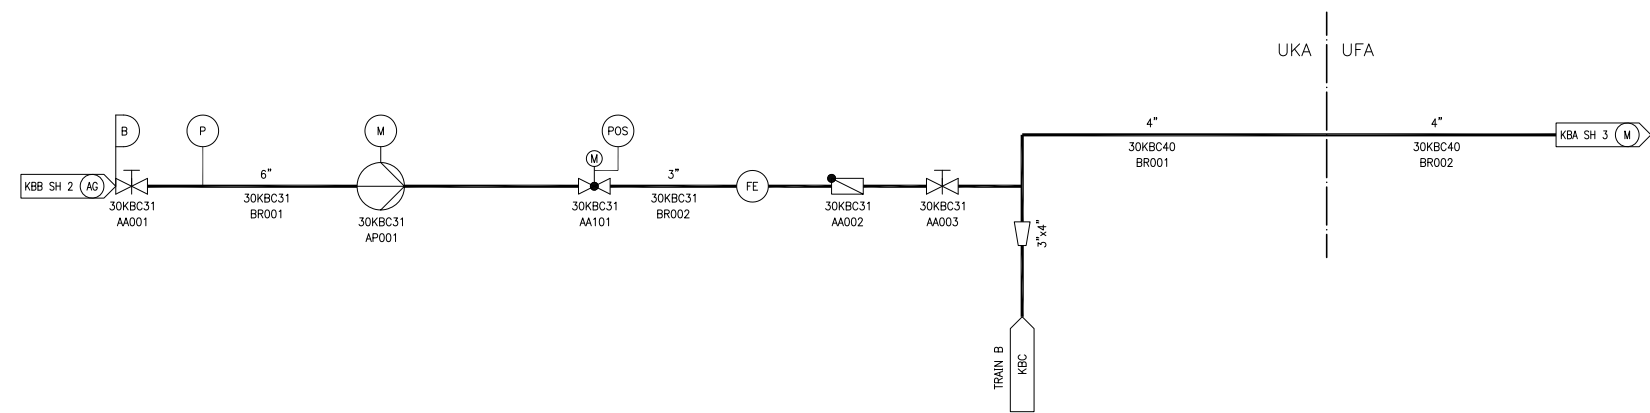 UKA UFA
B
P
M
POS
M
KBB SH 2 AG
6"
3"
FE
4"
4"
KBA SH 3 M
30KBC31
AA001
30KBC31
BR001
30KBC31
AP001
30KBC31
AA101
30KBC31
BR002
30KBC31
AA002
30KBC31
AA003
30KBC40
BR001
30KBC40
BR002
3"x4"
TRAIN B
KBC